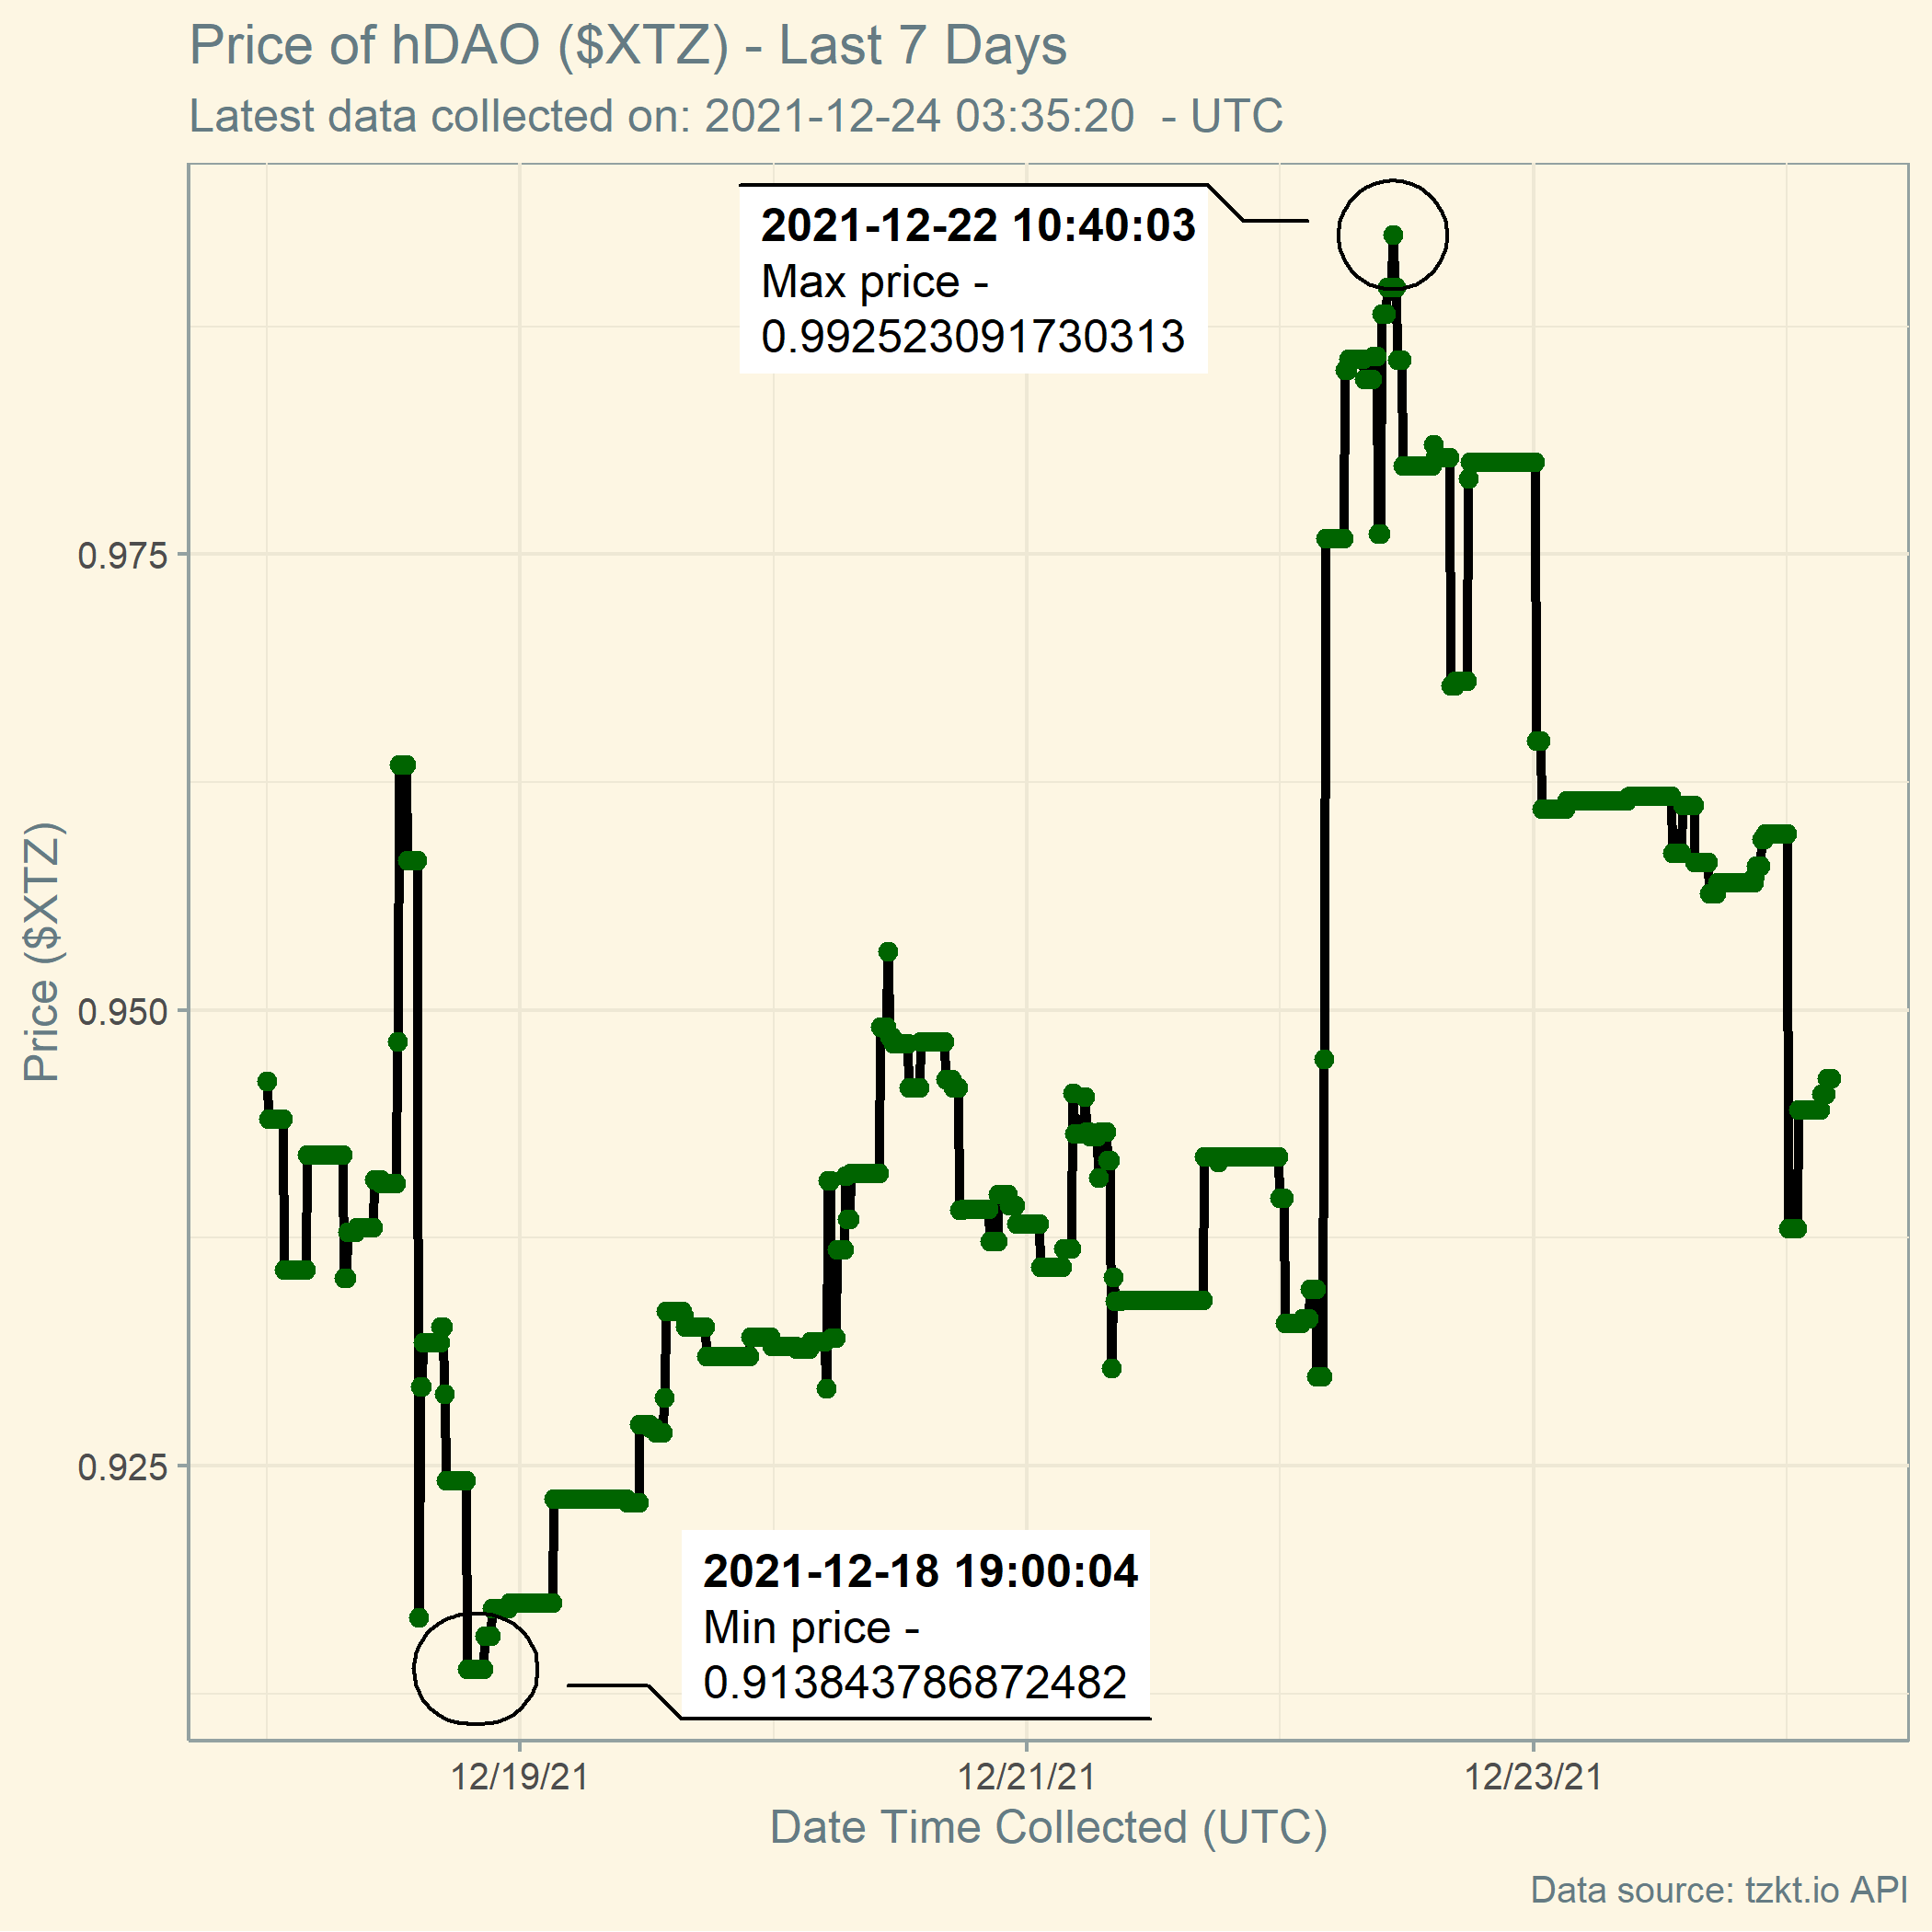 Price of hDAO ($XTZ) - Last 7 Days
Latest data collected on: 2021-12-24 03:35:20  - UTC
2021-12-22 10:40:03
Max price -
0.992523091730313
0.975
0.950
0.925
Price ($XTZ)
2021-12-18 19:00:04
Min price -
0.913843786872482
12/19/21
12/21/21
12/23/21
Date Time Collected (UTC)
Data source: tzkt.io API